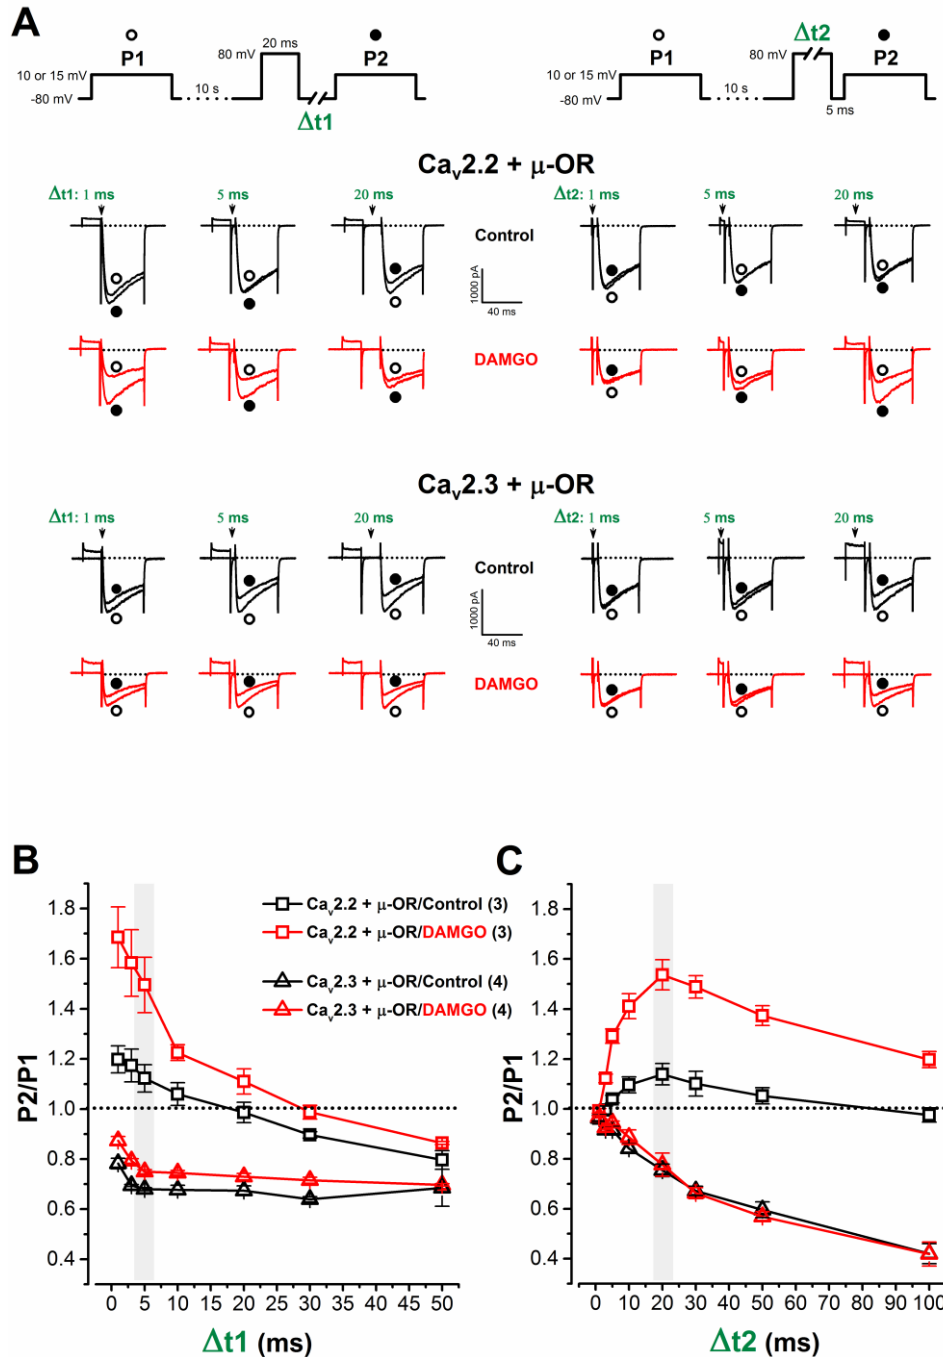 A
P1
20 ms
80 mV
P2
10 or 15 mV
-80 mV
10 s
Δt1
Δt2
P1
80 mV
P2
10 or 15 mV
-80 mV
10 s
5 ms
Cav2.2 + μ-OR
Δt1: 1 ms 5 ms 20 ms
Δt2: 1 ms 5 ms 20 ms
Control
1000 pA
40 ms
DAMGO
Cav2.3 + μ-OR
Δt1: 1 ms 5 ms 20 ms
Δt2: 1 ms 5 ms 20 ms
Control
1000 pA
40 ms
DAMGO
B
Cav2.2 + μ-OR/Control (3)
Cav2.2 + μ-OR/DAMGO (3)
Cav2.3 + μ-OR/Control (4)
Cav2.3 + μ-OR/DAMGO (4)
P2/P1
1.8
1.6
1.4
1.2
1.0
0.8
0.6
0.4
0 5 10 20 30 40 50
Δt1 (ms)
C
P2/P1
1.8
1.6
1.4
1.2
1.0
0.8
0.6
0.4
0 10 20 30 40 50 60 70 80 90 100
Δt2 (ms)